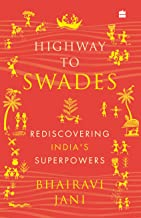 HIGHWAY
TO
SWADES
REDISCOVERING
INDIA'S
SUPERPOWERS
BHAIRAVI
JANI